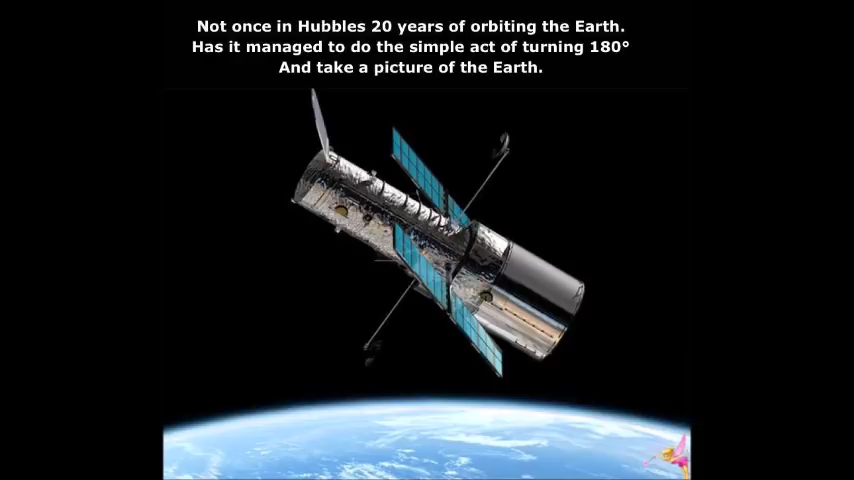 Not once in Hubbles 20 years of orbiting the Earth.
Has it managed to do the simple act of turning 180°
And take a picture of the Earth.